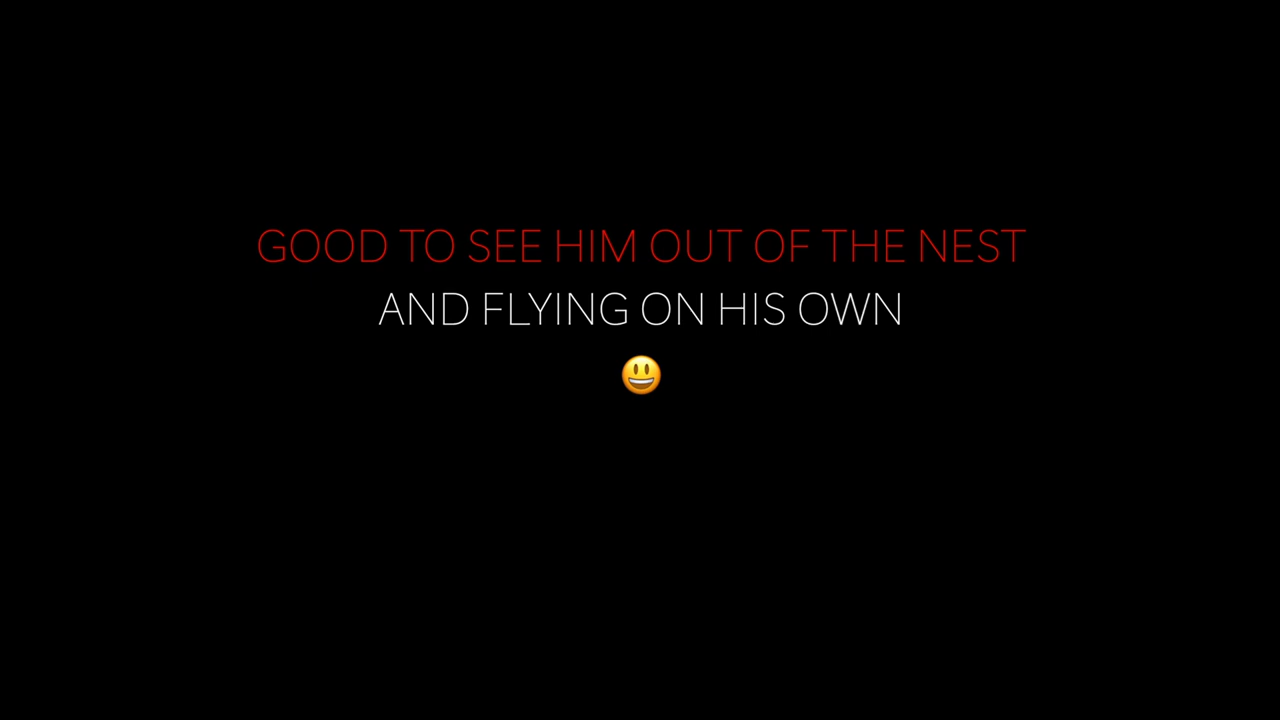 GOOD TO SEE HIM OUT OF THE NEST
AND FLYING ON HIS OWN
😃